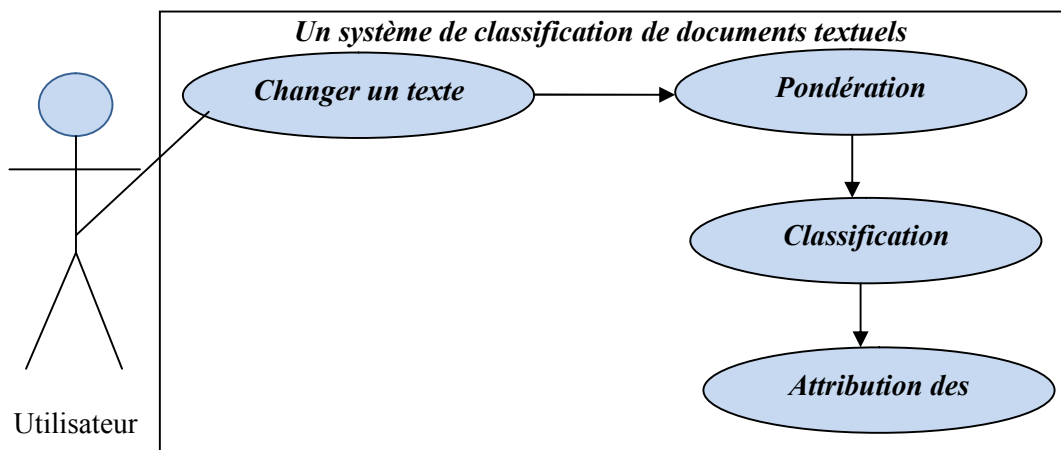 Un système de classification de documents textuels
Changer un texte
Pondération
Classification
Attribution des
Utilisateur